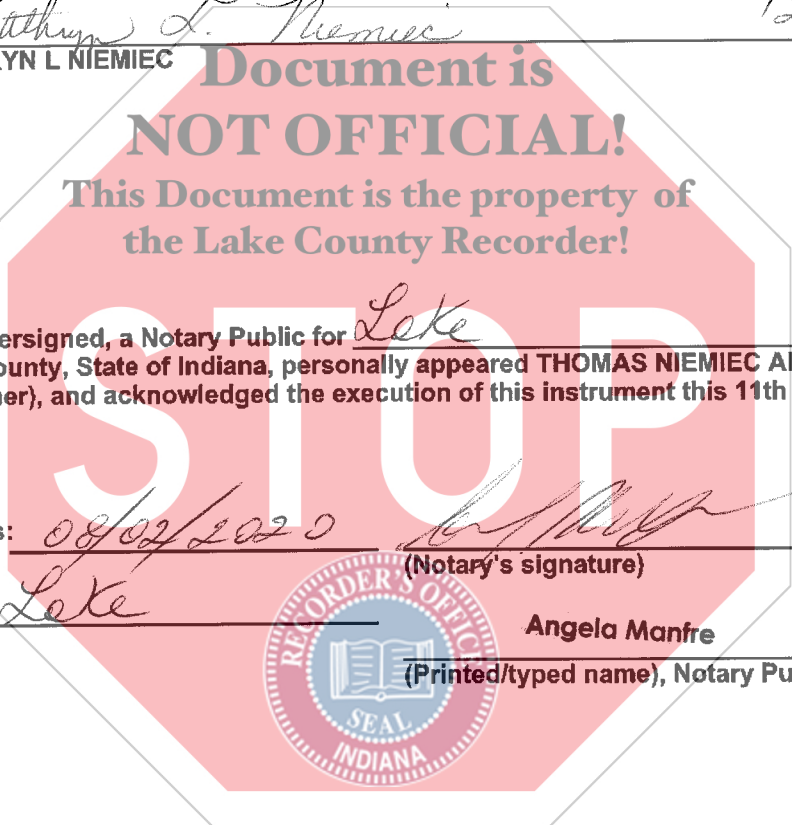 Kathryn L. Niemiec
YN L NIEMIEC
Document is
NOT OFFICIAL!
This Document is the property of
the Lake County Recorder!
STOP
ersigned, a Notary Public for Lake
ounty, State of Indiana, personally appeared THOMAS NIEMIEC A
er), and acknowledged the execution of this instrument this 11th
s: 08/02/2020
(Notary's signature)
Lake
Angela Manfre
(Printed/typed name), Notary Pu
RECORDER'S OFFICE
SEAL
INDIANA